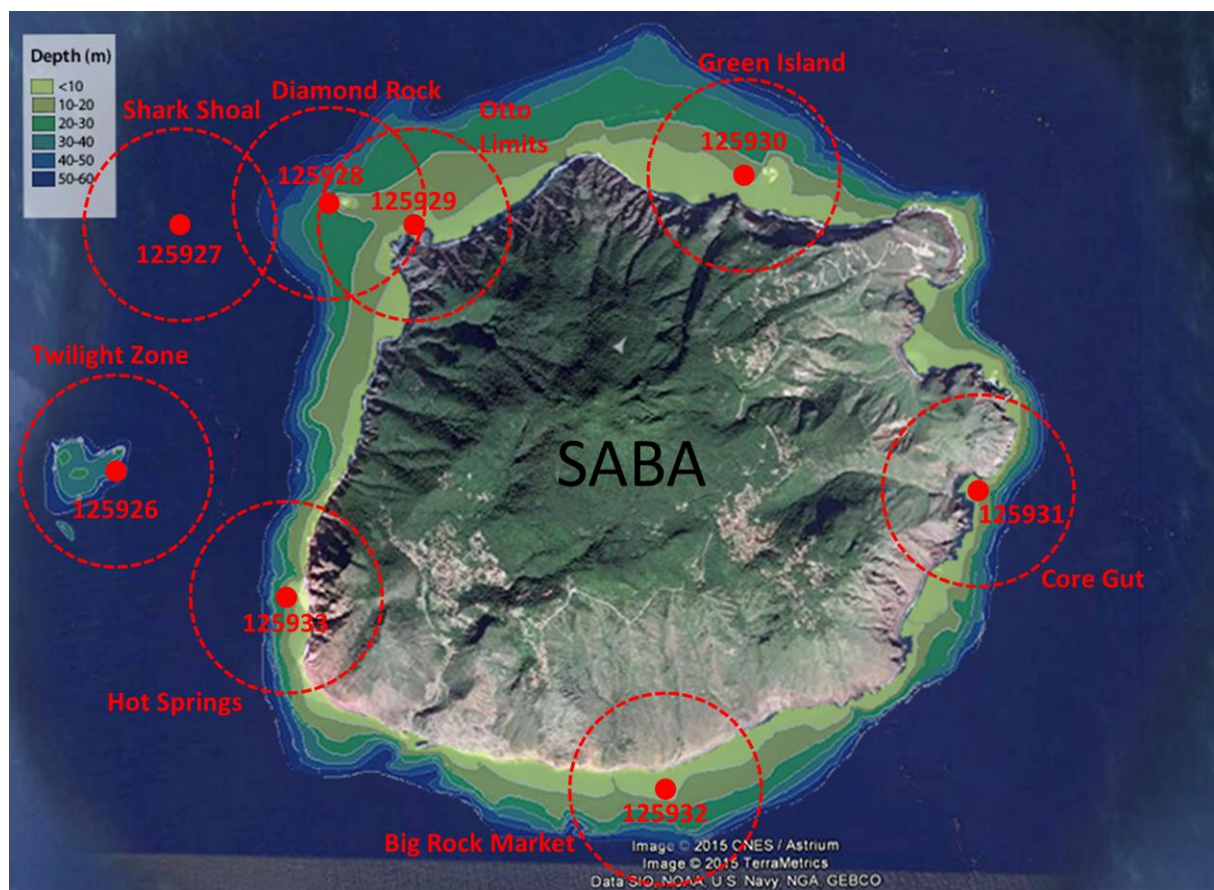 Depth (m)
<10
10-20
20-30
30-40
40-50
50-60
Shark Shoal
Diamond Rock
Otto
Limits
Green Island
125928
125929
125930
125927
Twilight Zone
SABA
125926
125931
Core Gut
125933
Hot Springs
125932
Big Rock Market
Image © 2015 CNES / Astrium
Image © 2015 TerraMetrics
Data SIO, NOAA, U.S. Navy, NGA, GEBCO